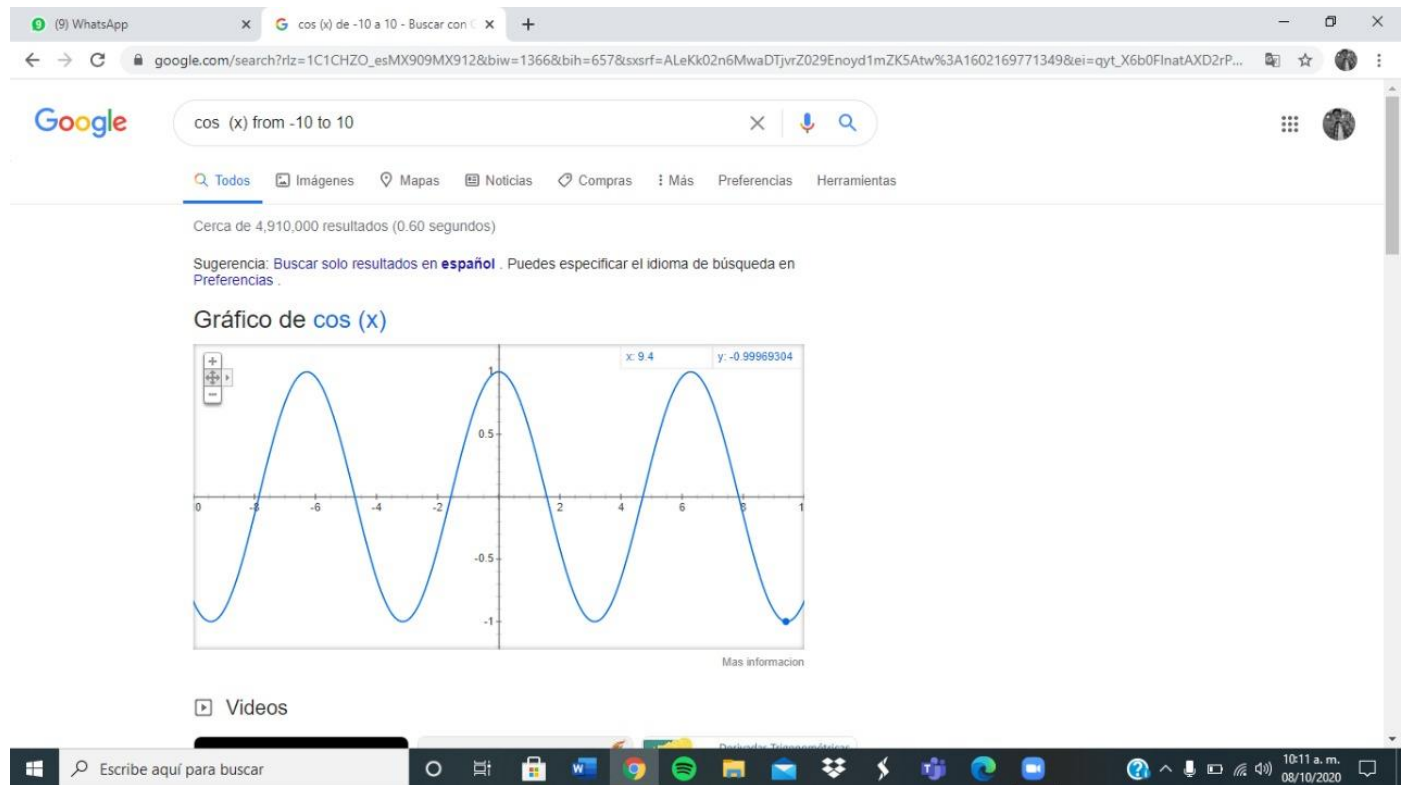 (9) WhatsApp
cos (x) de -10 a 10 - Buscar con
google.com/search?rlz=1C1CHZO_esMX909MX912&biw=1366&bih=657&sxsrf=ALeKk02n6MwaDTjvrZ029Enoyd1mZK5Atw%3A1602169771349&ei=qyt_X6b0FInatAXD2rP...
Google
cos (x) from -10 to 10
Todos Imágenes Mapas Noticias Compras Más Preferencias Herramientas
Cerca de 4,910,000 resultados (0.60 segundos)
Sugerencia: Buscar solo resultados en español . Puedes especificar el idioma de búsqueda en
Preferencias .
Gráfico de cos (x)
x: 9.4 y: -0.99969304
1
0.5
0 -8 -6 -4 -2 2 4 6 8 1
-0.5
-1
Mas informacion
Videos
Derivadas Trigonométricas
Escribe aquí para buscar
10:11 a. m.
08/10/2020